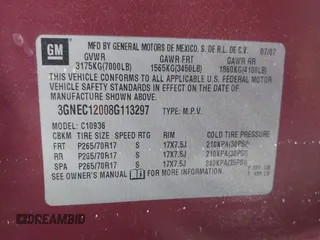 GM
MFD BY GENERAL MOTORS DE MEXICO, S. DE R.L. DE C.V. 07/07
GVWR GAWR FRT GAWR RR
3175KG(7000LB) 1565KG(3450LB) 1860KG(4100LB)
THIS VEHICLE CONFORMS TO ALL APPLICABLE U.S. FEDERAL MOTOR
VEHICLE SAFETY STANDARDS IN EFFECT ON THE DATE OF
MANUFACTURE SHOWN ABOVE.
3GNEC12008G113297 TYPE: M.P.V.
MODEL: C10936
TIRE SIZE SPEED RTG RIM COLD TIRE PRESSURE
FRT P265/70R17 S 17X7.5J 210KPA(30PSI)
RR P265/70R17 S 17X7.5J 210KPA(30PSI)
SPA P265/70R17 S 17X7.5J 240KPA(35PSI)
SEE OWNER'S MANUAL FOR MORE INFORMATION.
DREAMBID